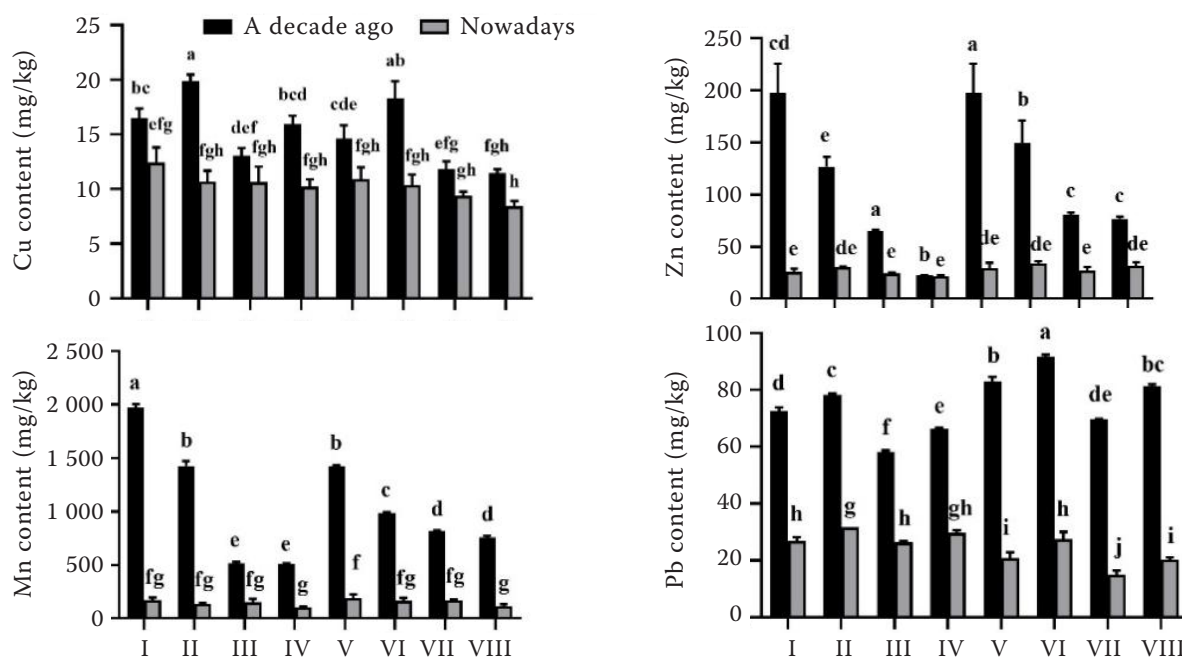 A decade ago Nowadays
Cu content (mg/kg)
25
20
15
10
5
0
bc efg a fgh def fgh bcd fgh cde fgh ab fgh efg gh fgh h
Zn content (mg/kg)
250
200
150
100
50
0
cd e e de a e b e a de b de c e c de
Mn content (mg/kg)
2 500
2 000
1 500
1 000
500
0
a fg b fg e fg e g b f c fg d fg d g
I II III IV V VI VII VIII
Pb content (mg/kg)
100
80
60
40
20
0
d h c g f h e gh b i a h de j bc i
I II III IV V VI VII VIII